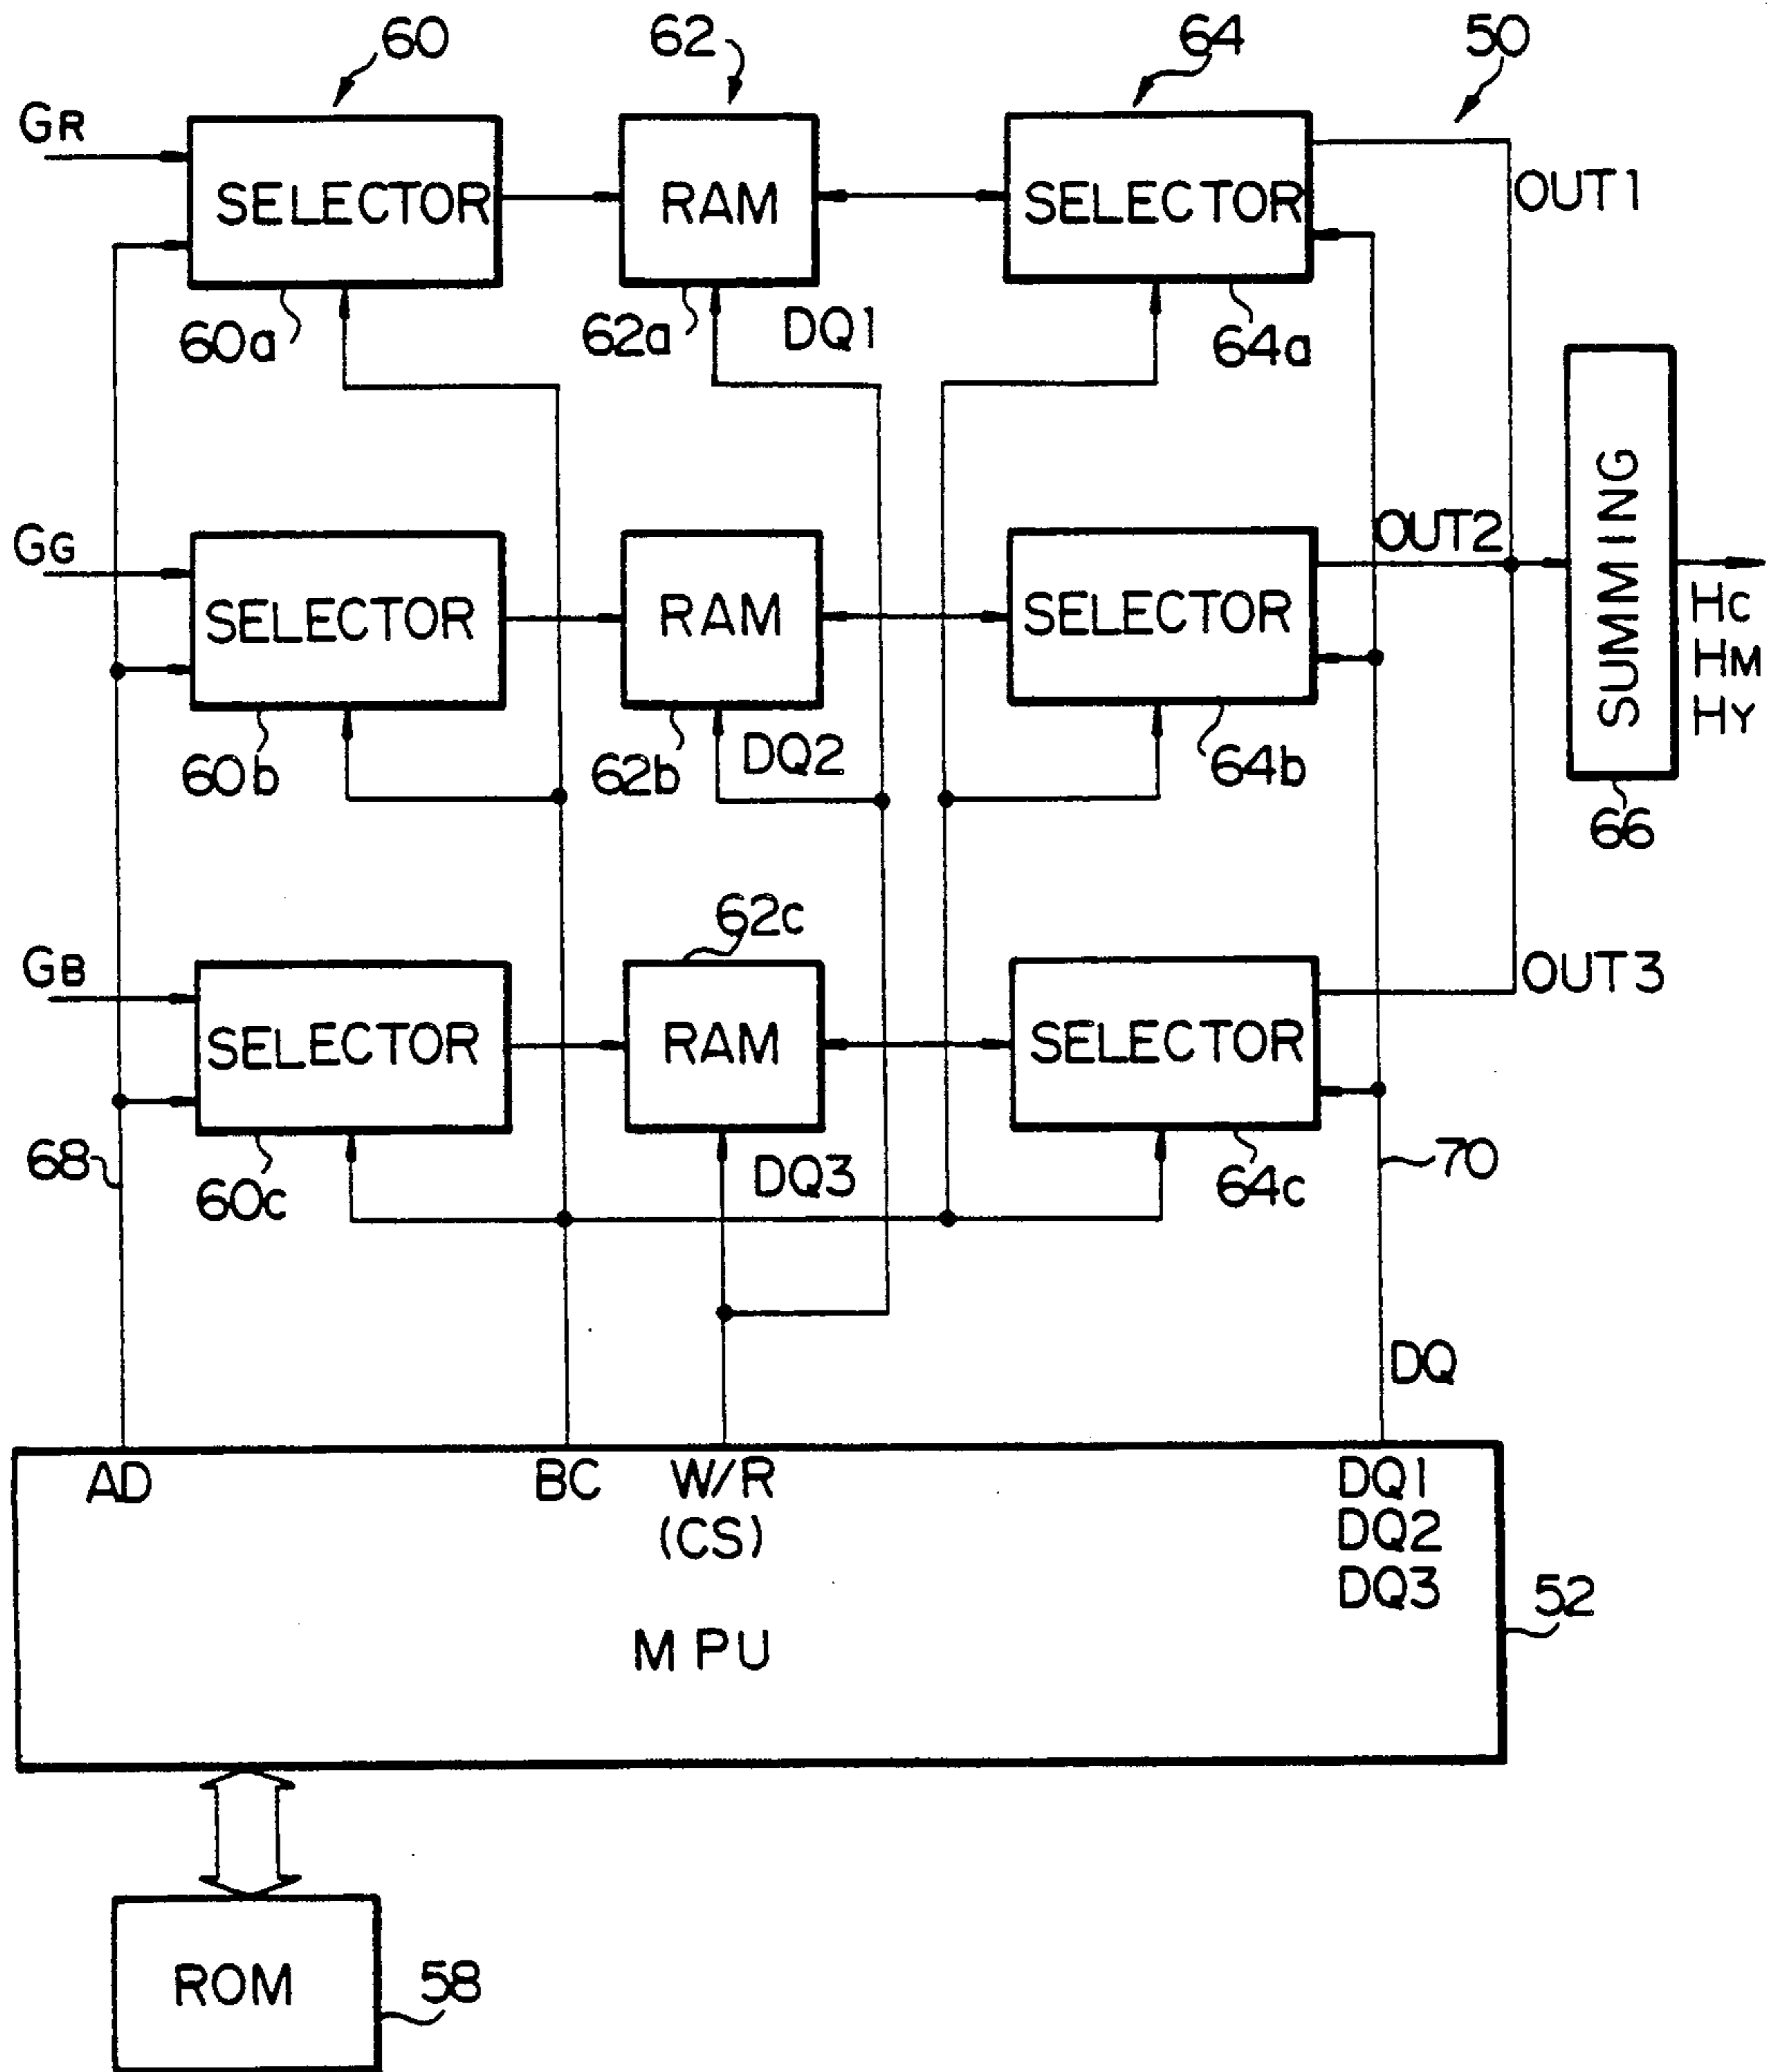 60
62
64
50
GR
SELECTOR
RAM
SELECTOR
OUT1
60a
62a
DQ1
64a
GG
SELECTOR
RAM
SELECTOR
OUT2
SUMMING
HC
HM
HY
60b
62b
DQ2
64b
66
62c
GB
SELECTOR
RAM
SELECTOR
OUT3
68
60c
DQ3
64c
70
DQ
AD
BC
W/R
(CS)
DQ1
DQ2
DQ3
52
MPU
ROM
58